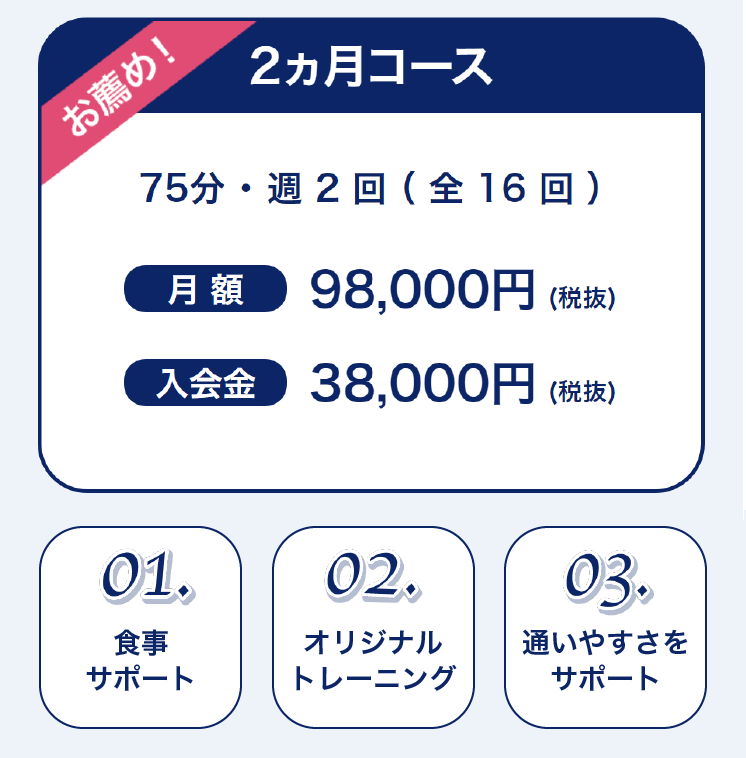 お薦め!
2ヵ月コース
75分・週2回(全16回)
月額 98,000円(税抜)
入会金 38,000円(税抜)
01.
食事
サポート
02.
オリジナル
トレーニング
03.
通いやすさを
サポート